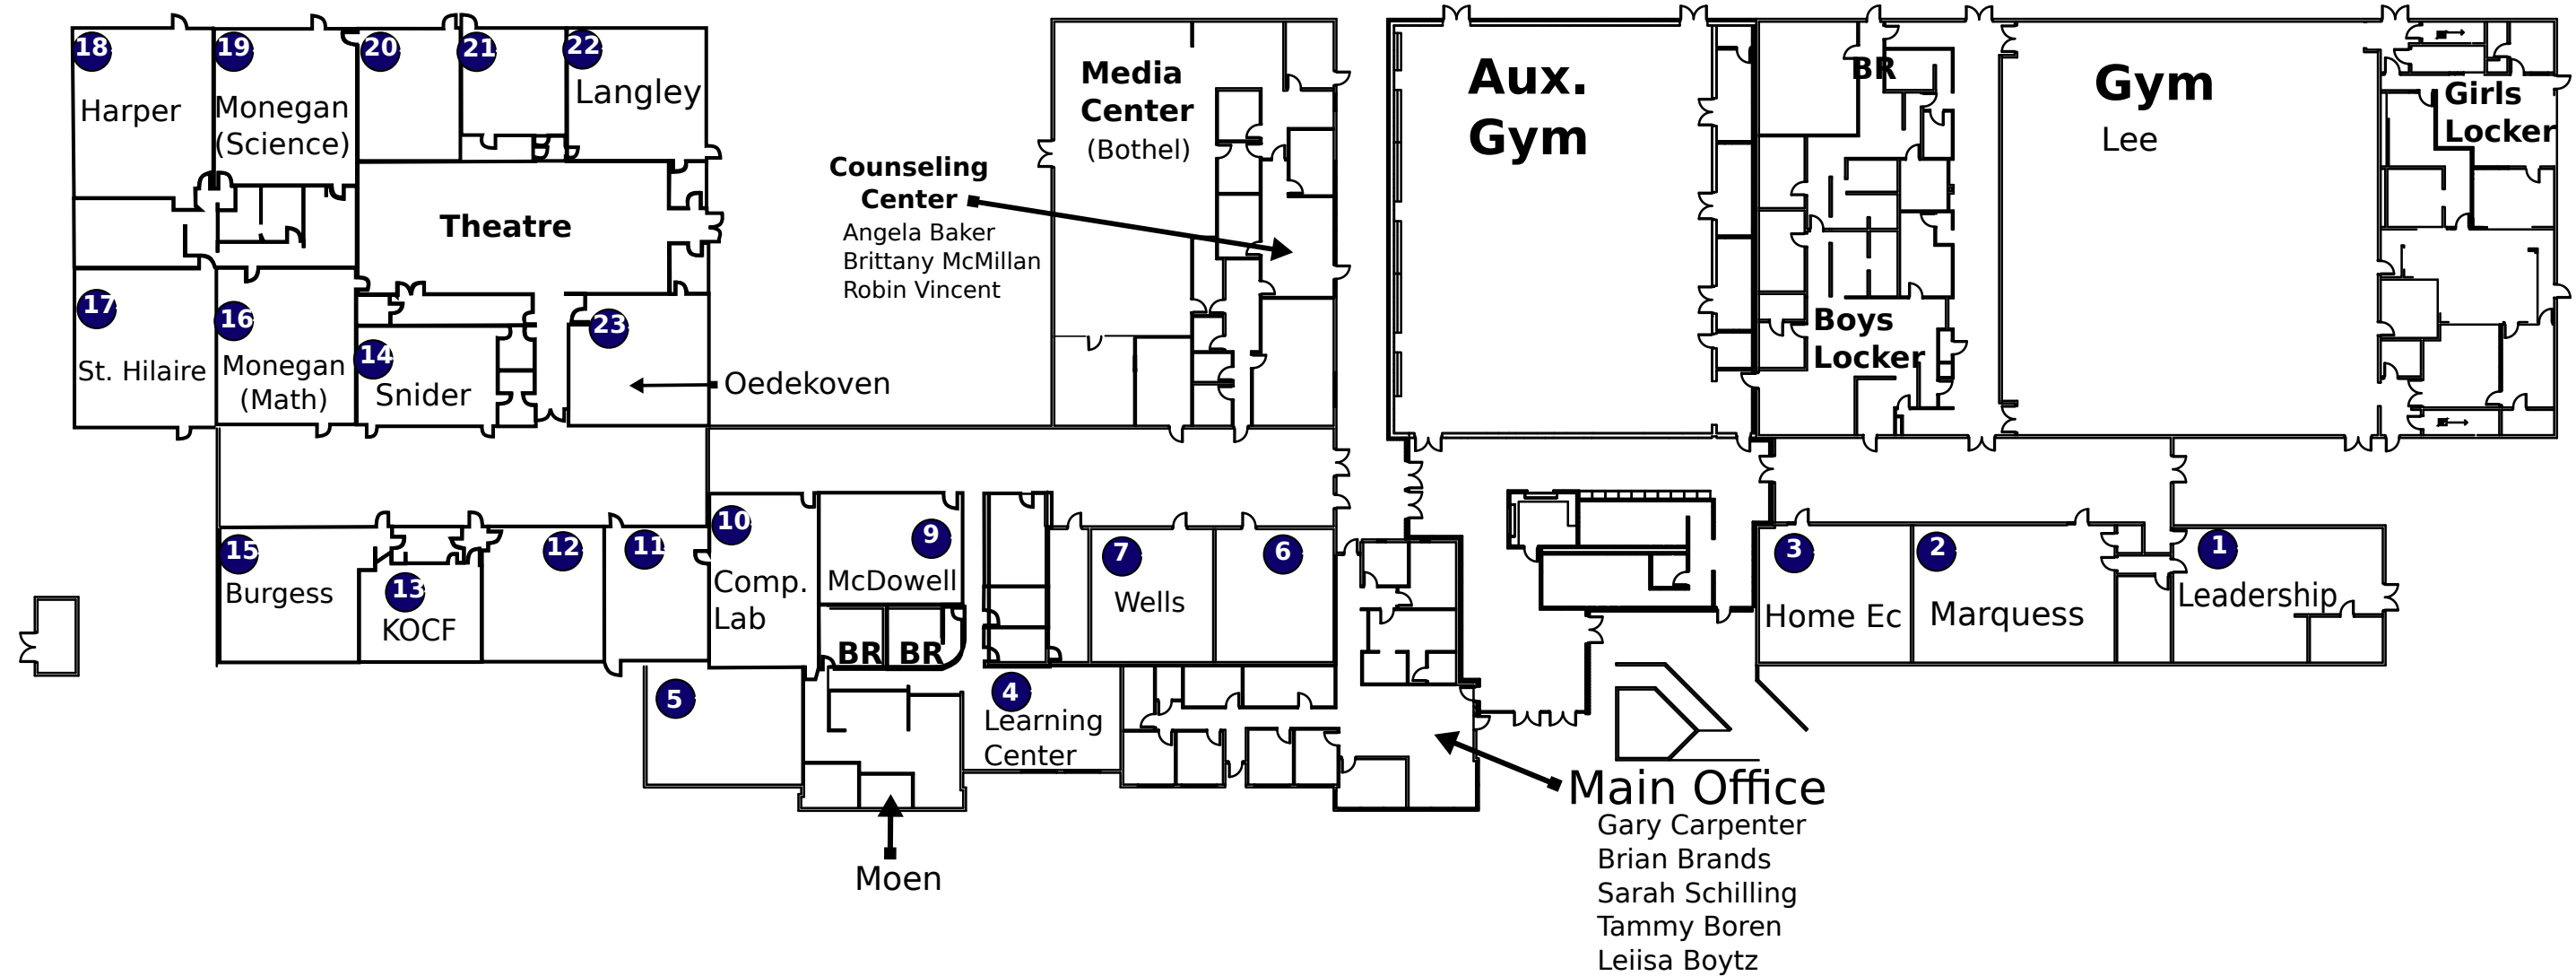 18
Harper
19
Monegan
(Science)
20
21
22
Langley
Theatre
17
St. Hilaire
16
Monegan
(Math)
14
Snider
23
Oedekoven
Counseling
Center
Angela Baker
Brittany McMillan
Robin Vincent
Media
Center
(Bothel)
Aux.
Gym
BR
Boys
Locker
Gym
Lee
Girls
Locker
15
Burgess
13
KOCF
12
11
10
Comp.
Lab
9
McDowell
BR
BR
7
Wells
6
5
4
Learning
Center
Moen
3
Home Ec
2
Marquess
1
Leadership
Main Office
Gary Carpenter
Brian Brands
Sarah Schilling
Tammy Boren
Leiisa Boytz